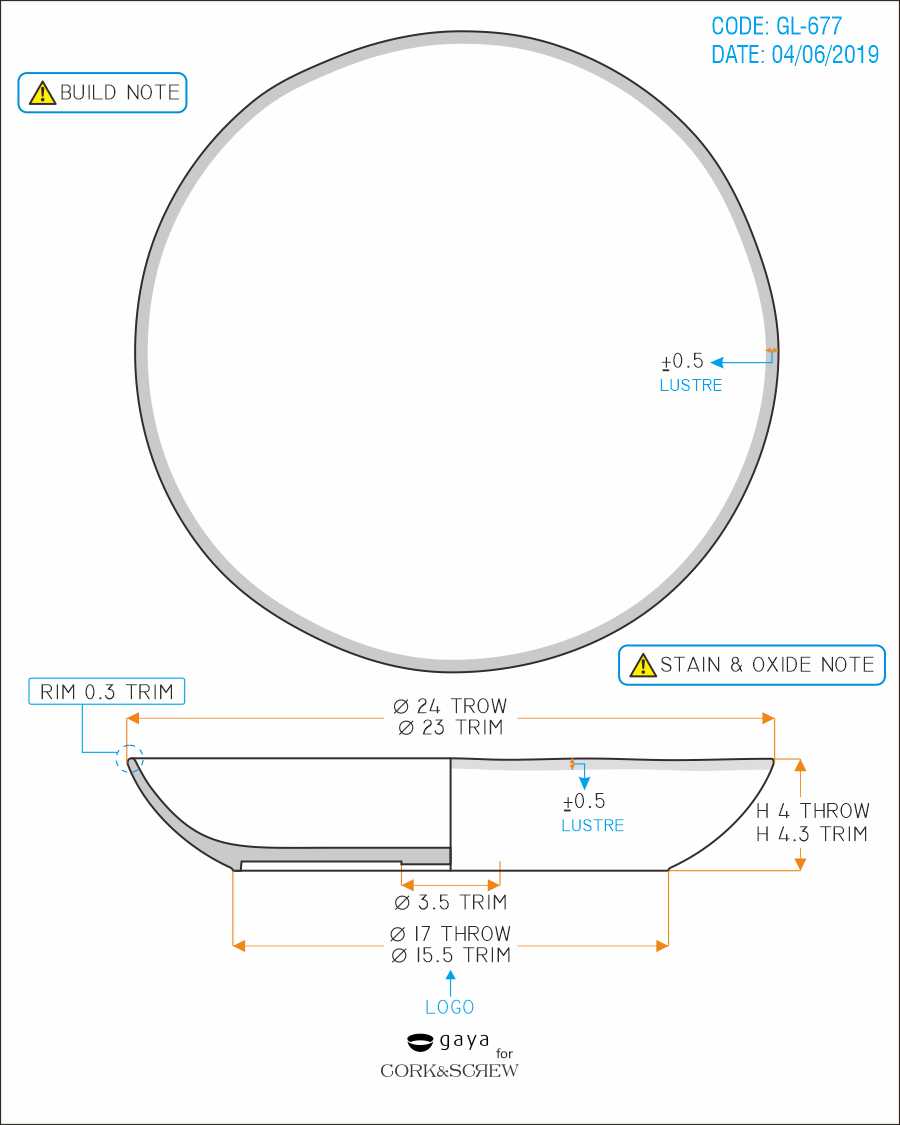 CODE: GL-677
DATE: 04/06/2019
BUILD NOTE
±0.5
LUSTRE
STAIN & OXIDE NOTE
RIM 0.3 TRIM
Ø 24 TROW
Ø 23 TRIM
±0.5
LUSTRE
H 4 THROW
H 4.3 TRIM
Ø 3.5 TRIM
Ø 17 THROW
Ø 15.5 TRIM
LOGO
gaya
for
CORK&SCREW